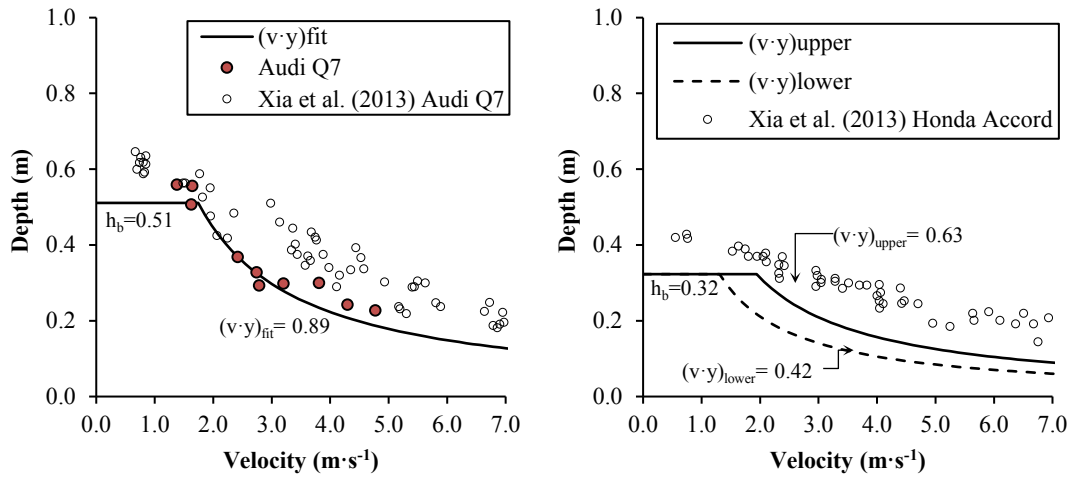 1.0
0.8
0.6
0.4
0.2
0.0
Depth (m)
(v·y)fit
Audi Q7
Xia et al. (2013) Audi Q7
h_b=0.51
(v·y)_fit = 0.89
0.0 1.0 2.0 3.0 4.0 5.0 6.0 7.0
Velocity (m·s⁻¹)
1.0
0.8
0.6
0.4
0.2
0.0
Depth (m)
(v·y)upper
(v·y)lower
Xia et al. (2013) Honda Accord
(v·y)_upper = 0.63
h_b=0.32
(v·y)_lower= 0.42
0.0 1.0 2.0 3.0 4.0 5.0 6.0 7.0
Velocity (m·s⁻¹)